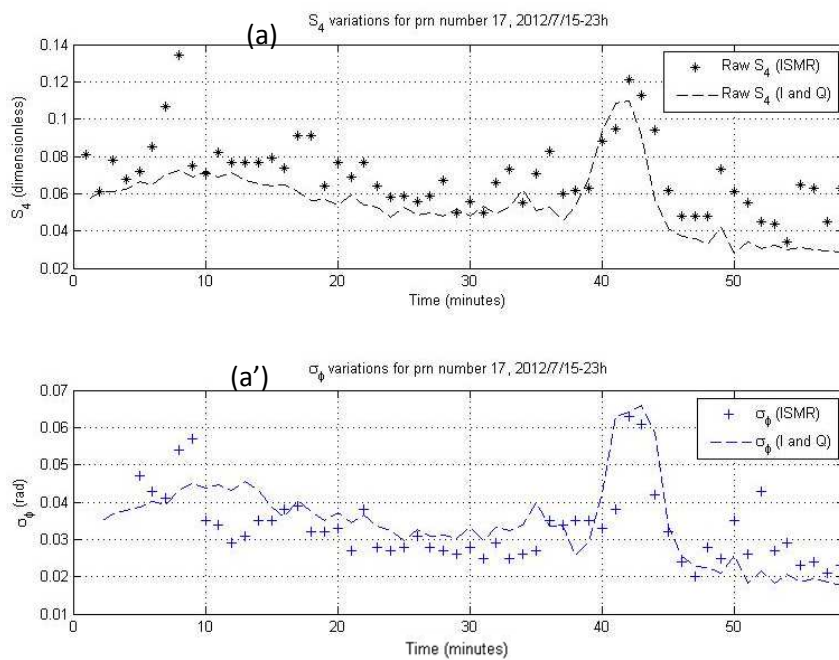 (a)
S₄ variations for prn number 17, 2012/7/15-23h
0.14
0.12
0.1
0.08
0.06
0.04
0.02
S₄ (dimensionless)
Raw S₄ (ISMR)
Raw S₄ (I and Q)
0 10 20 30 40 50
Time (minutes)
(a’)
σϕ variations for prn number 17, 2012/7/15-23h
0.07
0.06
0.05
0.04
0.03
0.02
0.01
σϕ (rad)
σϕ (ISMR)
σϕ (I and Q)
0 10 20 30 40 50
Time (minutes)